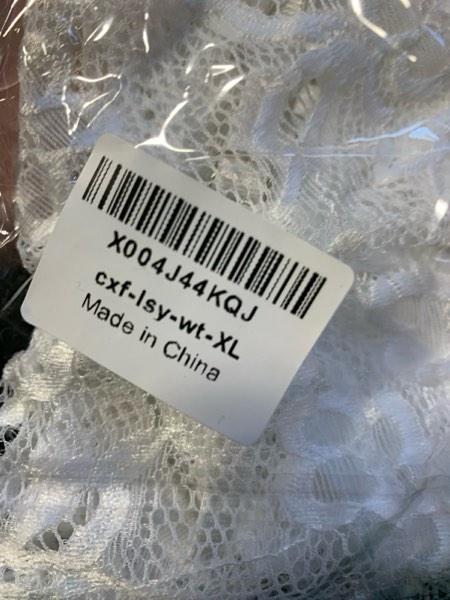 X004J44KQJ
cxf-lsy-wt-XL
Made in China